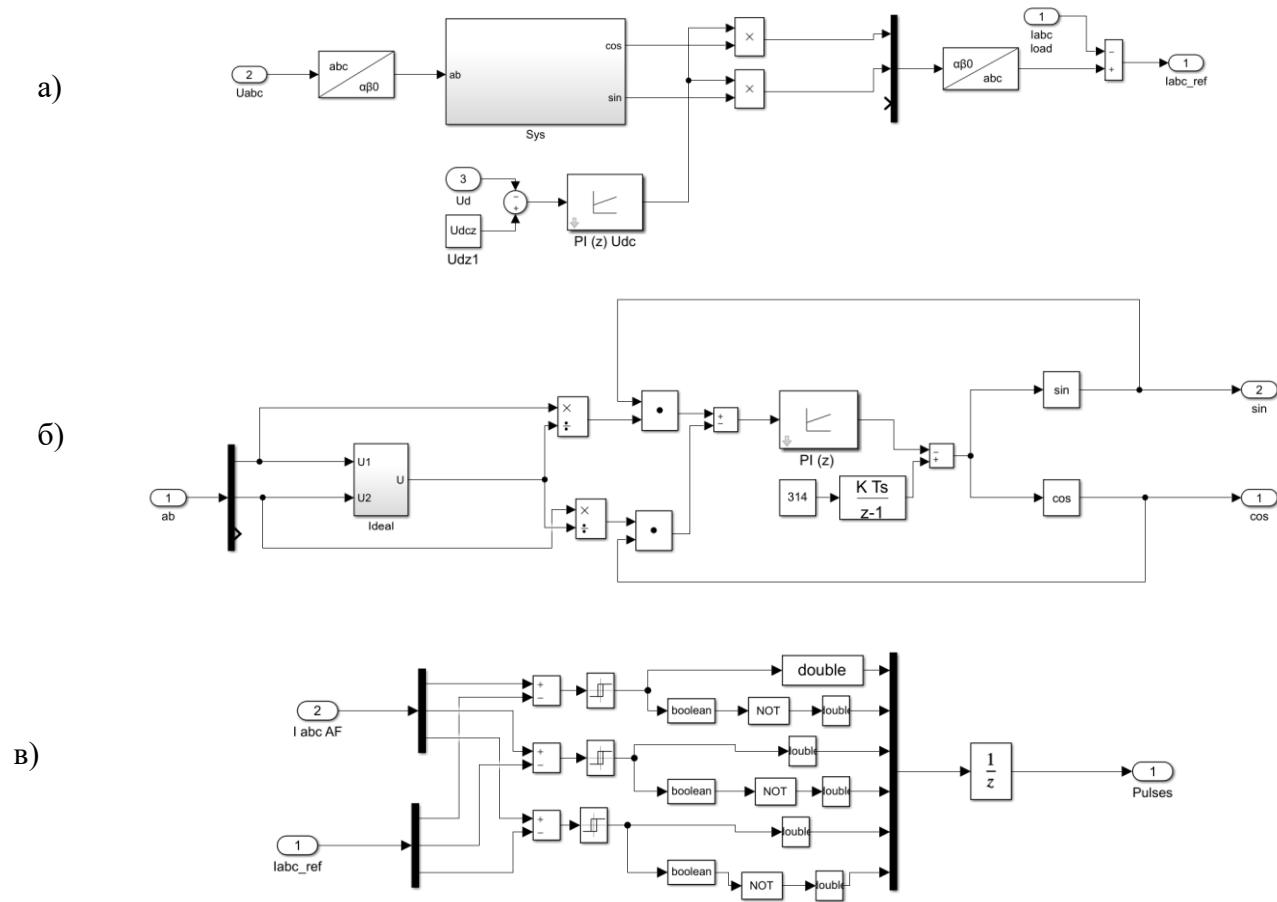 а)
2
Uabc
abc
αβ0
ab
cos
sin
Sys
×
×
3
Ud
Udcz
Udz1
−
+
PI (z) Udc
αβ0
abc
1
Iabc
load
−
+
1
Iabc_ref
б)
1
ab
U1
U2
U
Ideal
×
÷
×
÷
+
−
PI (z)
314
K Ts
z-1
−
+
sin
cos
2
sin
1
cos
в)
2
I abc AF
1
Iabc_ref
+
−
+
−
+
−
double
boolean
NOT
double
double
boolean
NOT
double
double
boolean
NOT
double
1
z
1
Pulses